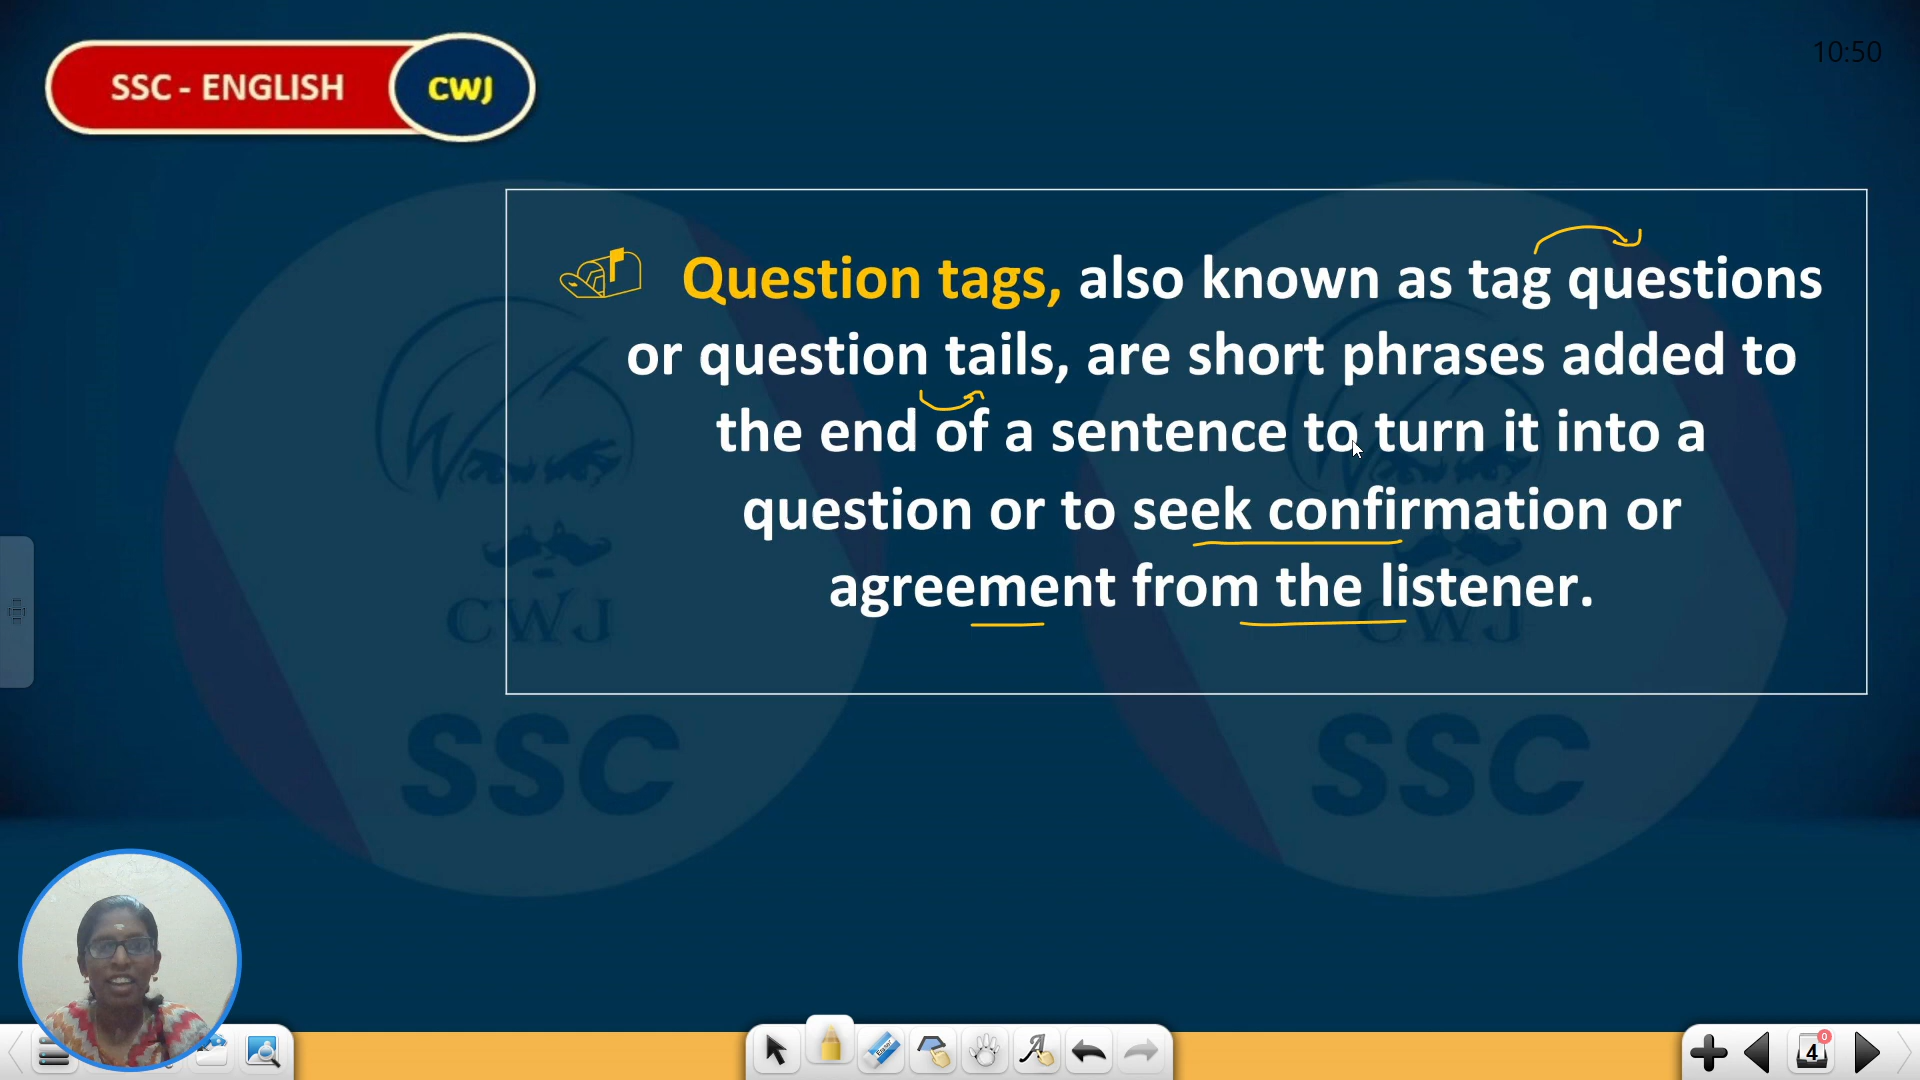 SSC - ENGLISH CWJ
10:50
Question tags, also known as tag questions
or question tails, are short phrases added to
the end of a sentence to turn it into a
question or to seek confirmation or
agreement from the listener.
CWJ CWJ
SSC SSC
Eraser
A
4
0